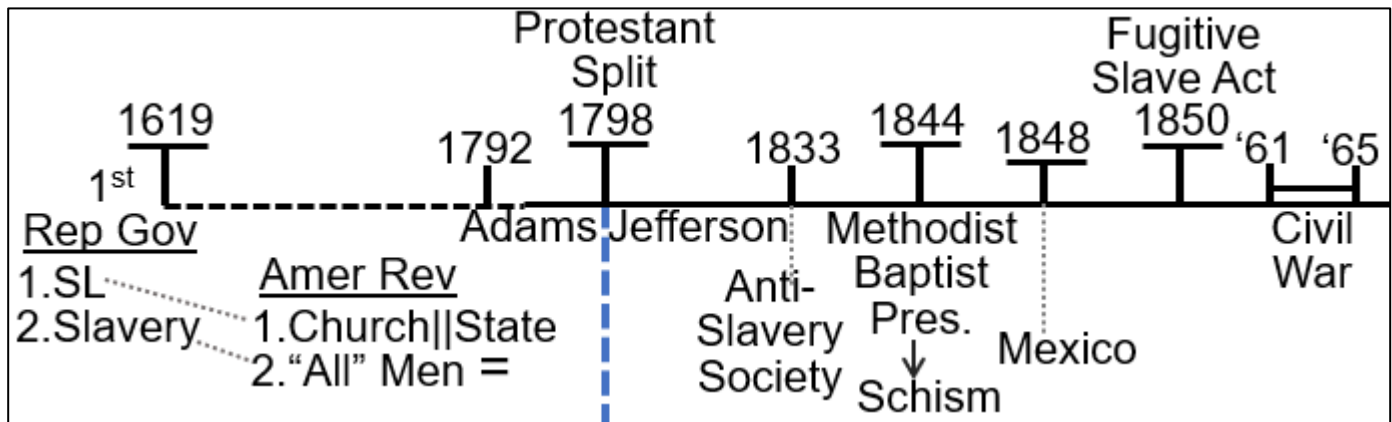 Protestant
Split
Fugitive
Slave Act
1619
1792
1798
1833
1844
1848
1850
‘61
‘65
1st
Rep Gov
1.SL
2.Slavery
Amer Rev
1.Church||State
2.“All” Men =
Adams
Jefferson
Anti-
Slavery
Society
Methodist
Baptist
Pres.
Schism
Mexico
Civil
War